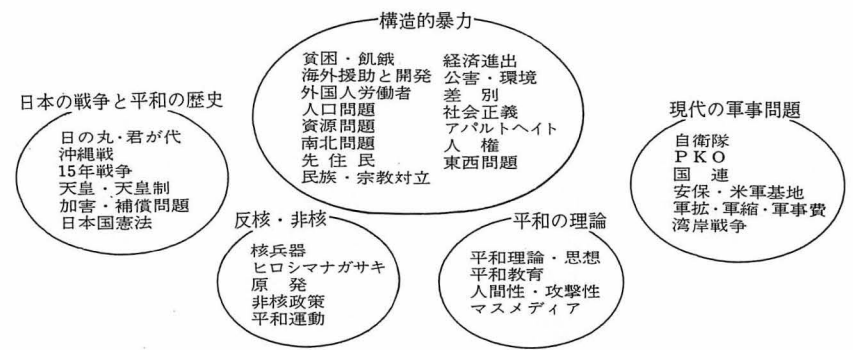 構造的暴力
貧困・飢餓
海外援助と開発
外国人労働者
人口問題
資源問題
南北問題
先住民
民族・宗教対立
経済進出
公害・環境
差別
社会正義
アパルトヘイト
人権
東西問題
日本の戦争と平和の歴史
日の丸・君が代
沖縄戦
15年戦争
天皇・天皇制
加害・補償問題
日本国憲法
現代の軍事問題
自衛隊
PKO
国連
安保・米軍基地
軍拡・軍縮・軍事費
湾岸戦争
反核・非核
核兵器
ヒロシマナガサキ
原発
非核政策
平和運動
平和の理論
平和理論・思想
平和教育
人間性・攻撃性
マスメディア